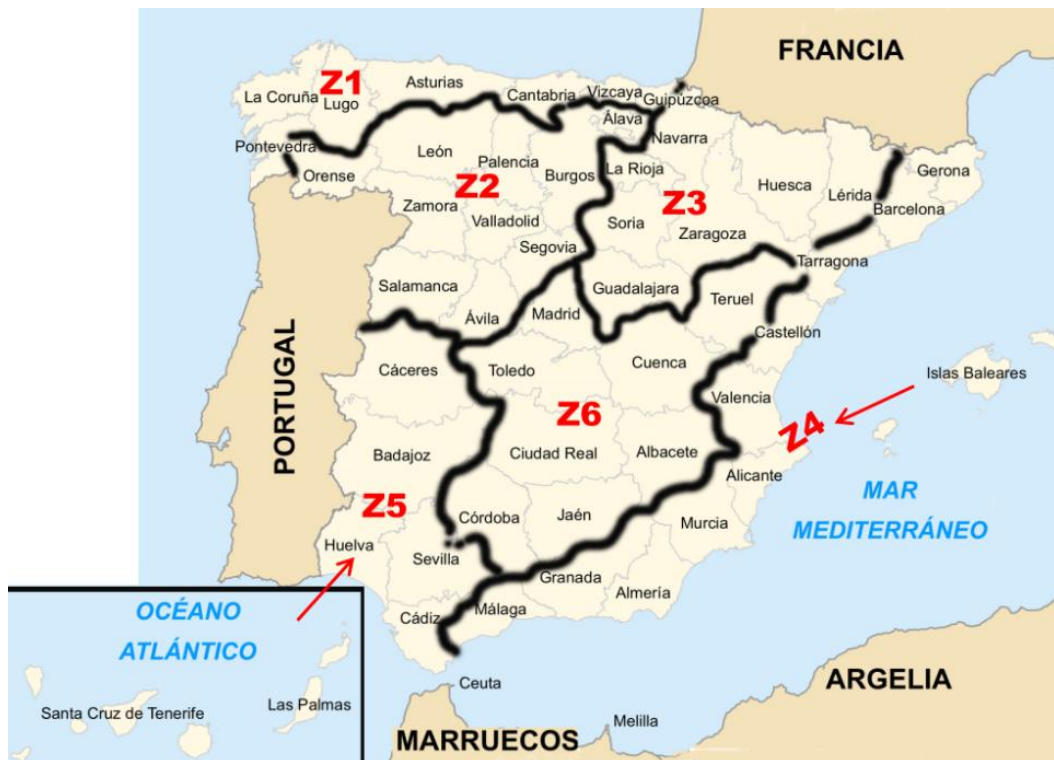 FRANCIA
Z1
Asturias
Cantabria
Vizcaya
Guipúzcoa
La Coruña
Lugo
Álava
Navarra
Pontevedra
León
Palencia
Burgos
La Rioja
Orense
Huesca
Lérida
Gerona
Z2
Z3
Zamora
Valladolid
Soria
Zaragoza
Barcelona
Segovia
Tarragona
Salamanca
Guadalajara
Teruel
Ávila
Madrid
Castellón
Cáceres
Toledo
Cuenca
Islas Baleares
PORTUGAL
Valencia
Z6
Z4
Badajoz
Ciudad Real
Albacete
Alicante
Z5
MAR
MEDITERRÁNEO
Córdoba
Jaén
Murcia
Huelva
Sevilla
Granada
Almería
Cádiz
Málaga
OCÉANO
ATLÁNTICO
Ceuta
ARGELIA
Santa Cruz de Tenerife
Las Palmas
Melilla
MARRUECOS